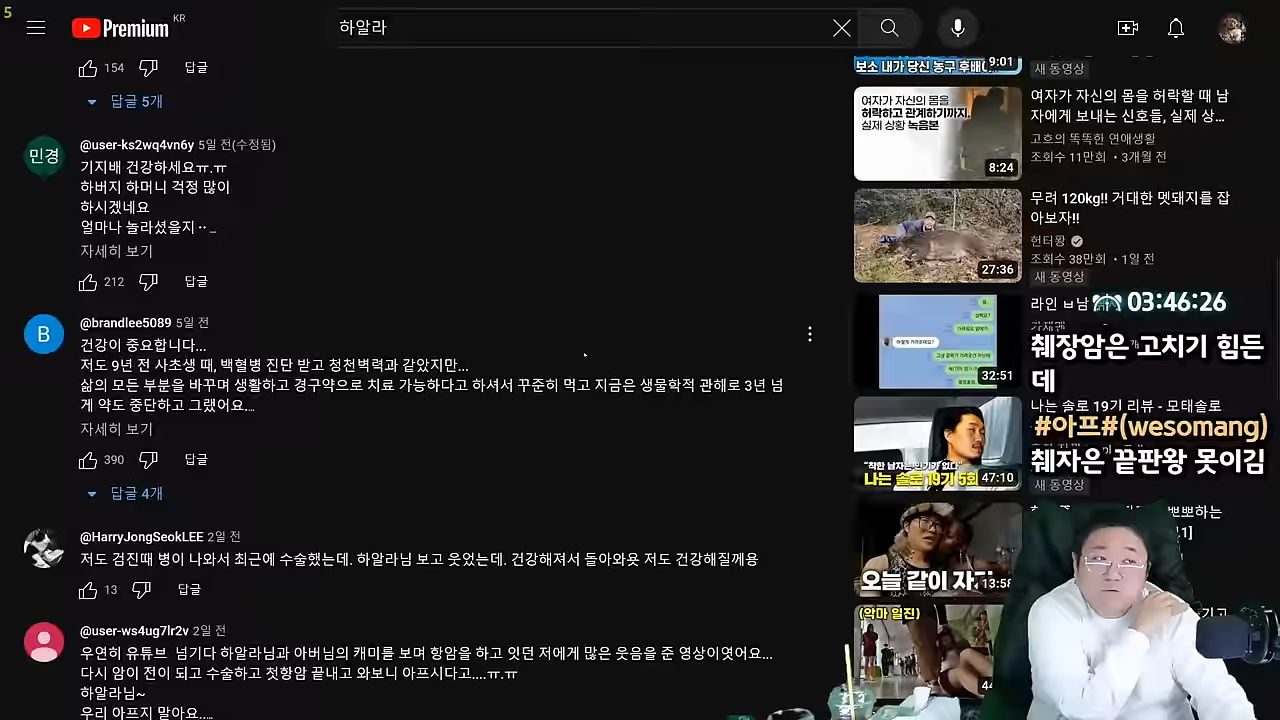 5
Premium KR
하알라
154
답글
답글 5개
민경
@user-ks2wq4vn6y 5일 전(수정됨)
기지배 건강하세요ㅠ.ㅠ
하버지 하머니 걱정 많이
하시겠네요
얼마나 놀라셨을지··...
자세히 보기
212
답글
B
@brandlee5089 5일 전
건강이 중요합니다...
저도 9년 전 사초생 때, 백혈병 진단 받고 청천벽력과 같았지만...
삶의 모든 부분을 바꾸며 생활하고 경구약으로 치료 가능하다고 하셔서 꾸준히 먹고 지금은 생물학적 관해로 3년 넘
게 약도 중단하고 그랬어요....
자세히 보기
390
답글
답글 4개
@HarryJongSeokLEE 2일 전
저도 검진때 병이 나와서 최근에 수술했는데. 하알라님 보고 웃었는데. 건강해져서 돌아와욧 저도 건강해질께용
13
답글
@user-ws4ug7lr2v 2일 전
우연히 유튜브 넘기다 하알라님과 아버님의 캐미를 보며 항암을 하고 잇던 저에게 많은 웃음을 준 영상이엿어요...
다시 암이 전이 되고 수술하고 첫항암 끝내고 와보니 아프시다고....ㅠ.ㅠ
하알라님~
우리 아프지 말아요.....
보소 내가 당신 농구 후배
9:01
새 동영상
여자가 자신의 몸을
허락하고 관계하기까지.
실제 상황 녹음본
8:24
여자가 자신의 몸을 허락할 때 남
자에게 보내는 신호들, 실제 상...
고흐의 똑똑한 연애생활
조회수 11만회 • 3개월 전
27:36
무려 120kg!! 거대한 멧돼지를 잡
아보자!!
헌터퐝
조회수 38만회 • 1일 전
새 동영상
32:51
라인 ㅂ남
03:46:26
췌장암은 고치기 힘든
데
나는 솔로 19기 리뷰 - 모태솔로
#아프#(wesomang)
췌자은 끝판왕 못이김
새 동영상
"착한 남자는 인기가 없다"
나는 솔로 19기 5회
47:10
오늘 같이 자
13:58
뽀뽀하는
1]
(악마 일진)
44